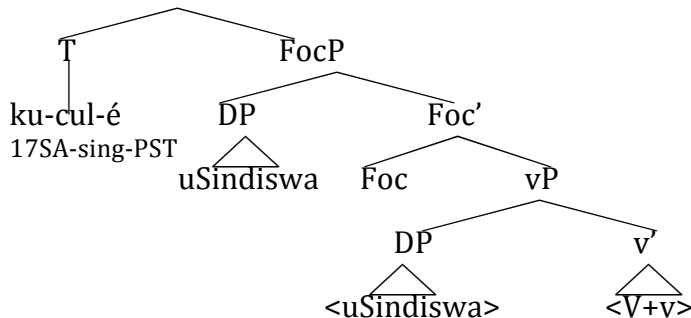 T FocP
ku-cul-é DP Foc’
17SA-sing-PST
uSindiswa Foc vP
DP v’
<uSindiswa> <V+v>